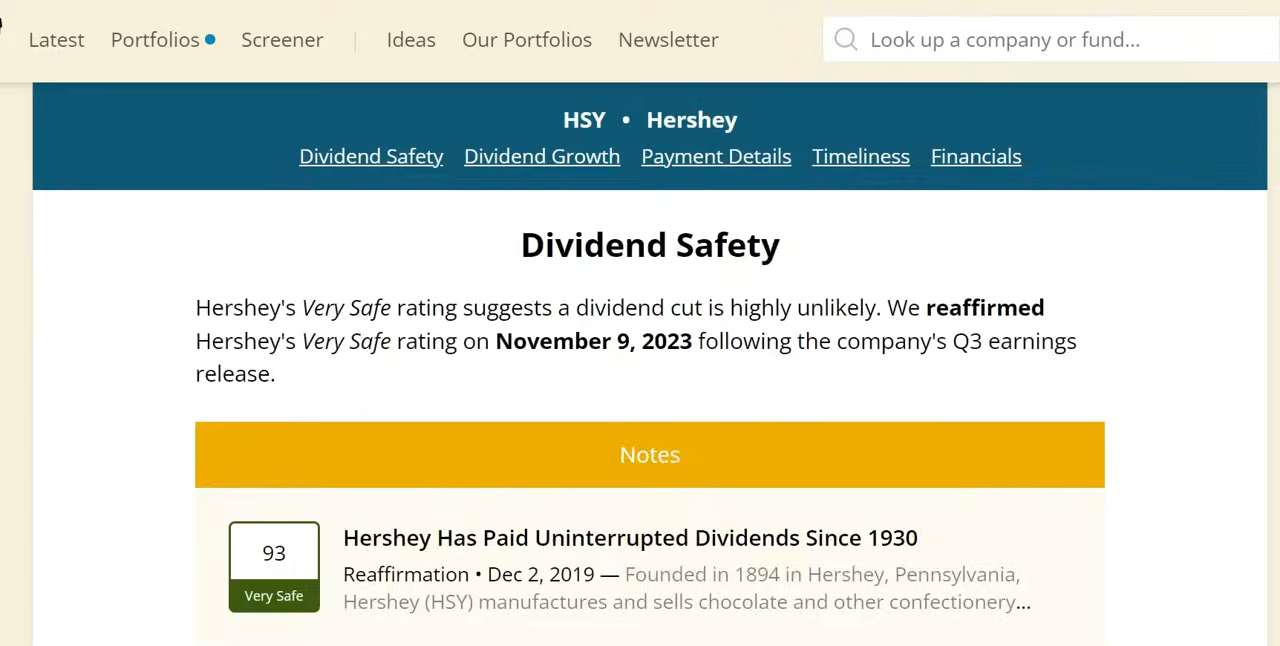 Latest Portfolios Screener | Ideas Our Portfolios Newsletter Look up a company or fund...
HSY • Hershey
Dividend Safety Dividend Growth Payment Details Timeliness Financials
Dividend Safety
Hershey's Very Safe rating suggests a dividend cut is highly unlikely. We reaffirmed
Hershey's Very Safe rating on November 9, 2023 following the company's Q3 earnings
release.
Notes
93
Very Safe
Hershey Has Paid Uninterrupted Dividends Since 1930
Reaffirmation • Dec 2, 2019 — Founded in 1894 in Hershey, Pennsylvania,
Hershey (HSY) manufactures and sells chocolate and other confectionery...